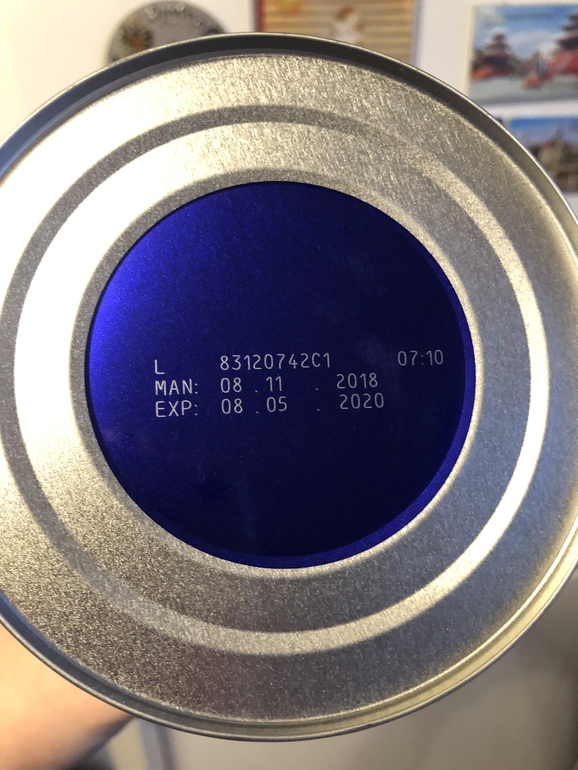 L 83120742C1 07:10
MAN: 08 . 11 . 2018
EXP: 08 . 05 . 2020